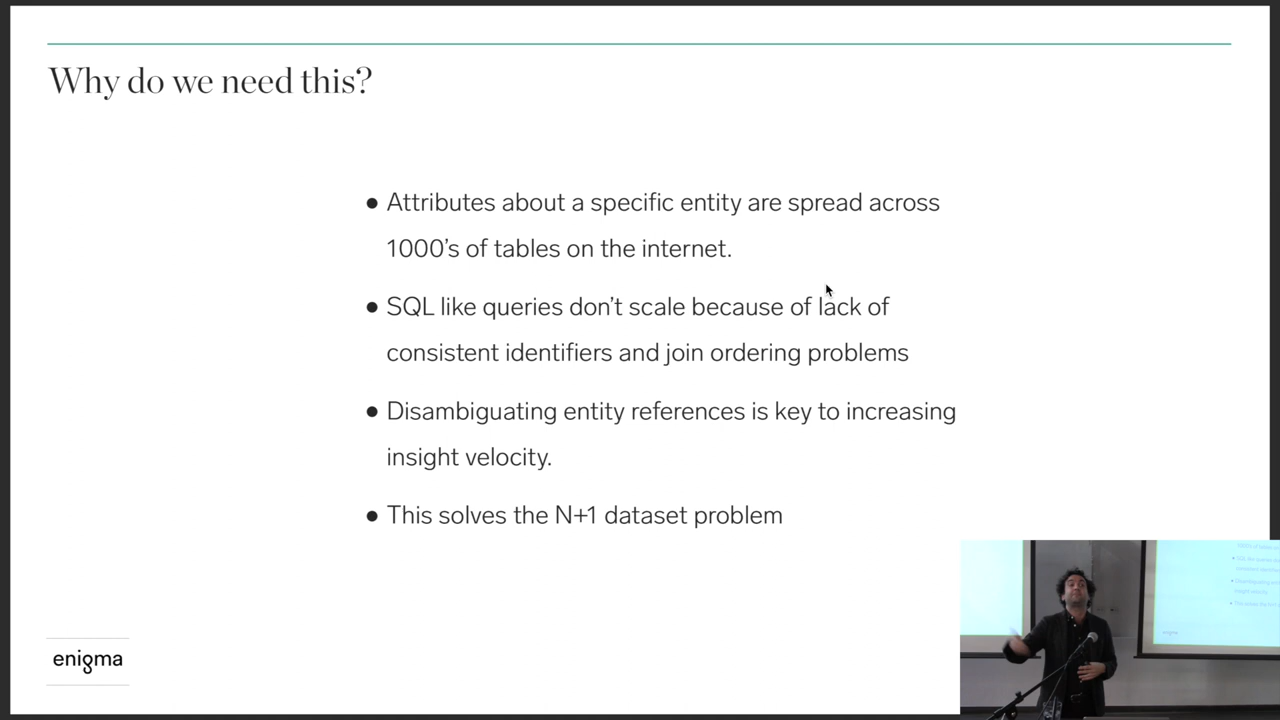 Why do we need this?
● Attributes about a specific entity are spread across
1000’s of tables on the internet.
● SQL like queries don’t scale because of lack of
consistent identifiers and join ordering problems
● Disambiguating entity references is key to increasing
insight velocity.
● This solves the N+1 dataset problem
enigma